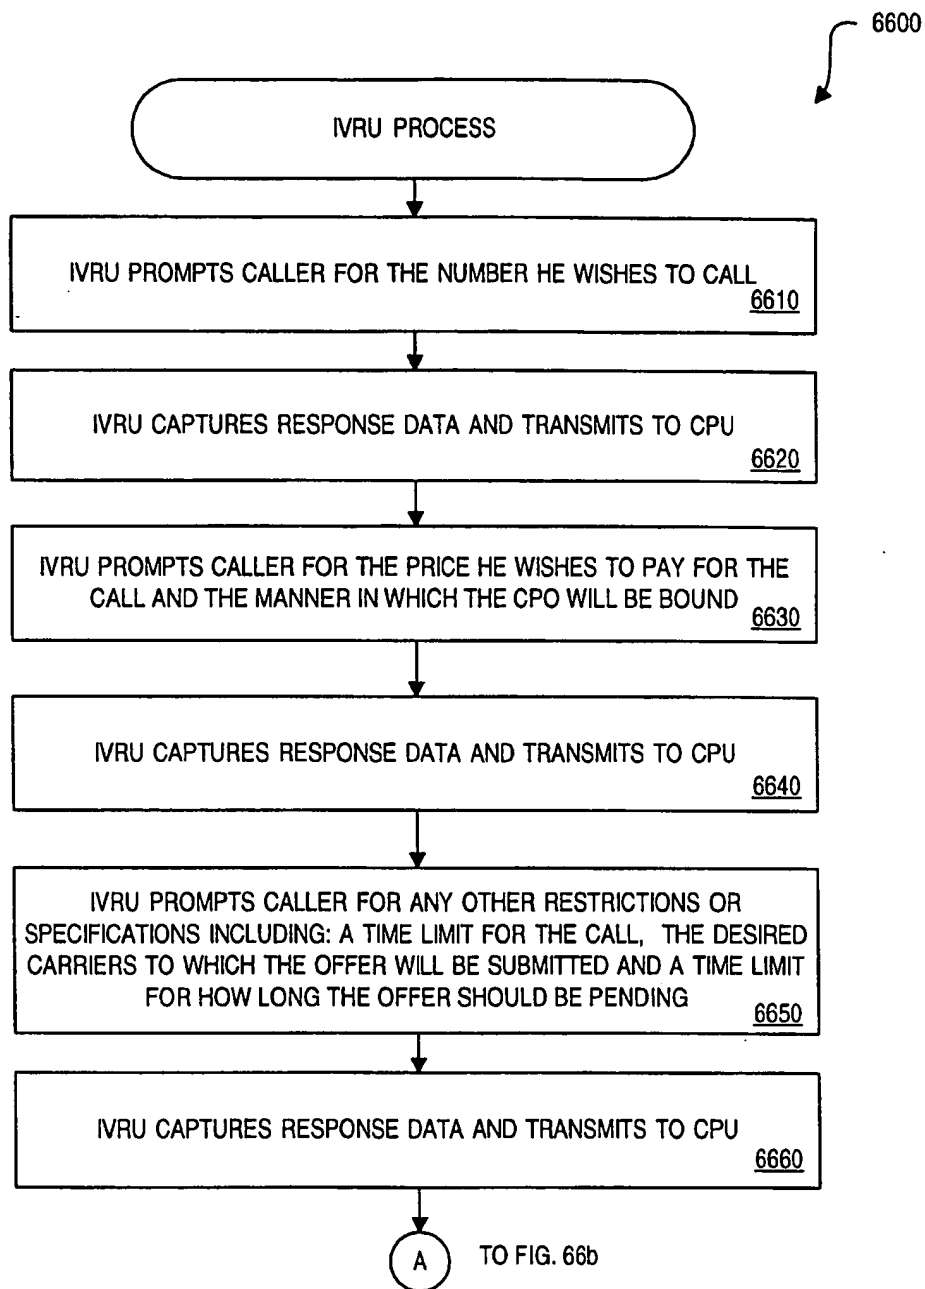 6600
IVRU PROCESS
IVRU PROMPTS CALLER FOR THE NUMBER HE WISHES TO CALL
6610
IVRU CAPTURES RESPONSE DATA AND TRANSMITS TO CPU
6620
IVRU PROMPTS CALLER FOR THE PRICE HE WISHES TO PAY FOR THE
CALL AND THE MANNER IN WHICH THE CPO WILL BE BOUND
6630
IVRU CAPTURES RESPONSE DATA AND TRANSMITS TO CPU
6640
IVRU PROMPTS CALLER FOR ANY OTHER RESTRICTIONS OR
SPECIFICATIONS INCLUDING: A TIME LIMIT FOR THE CALL, THE DESIRED
CARRIERS TO WHICH THE OFFER WILL BE SUBMITTED AND A TIME LIMIT
FOR HOW LONG THE OFFER SHOULD BE PENDING
6650
IVRU CAPTURES RESPONSE DATA AND TRANSMITS TO CPU
6660
A TO FIG. 66b